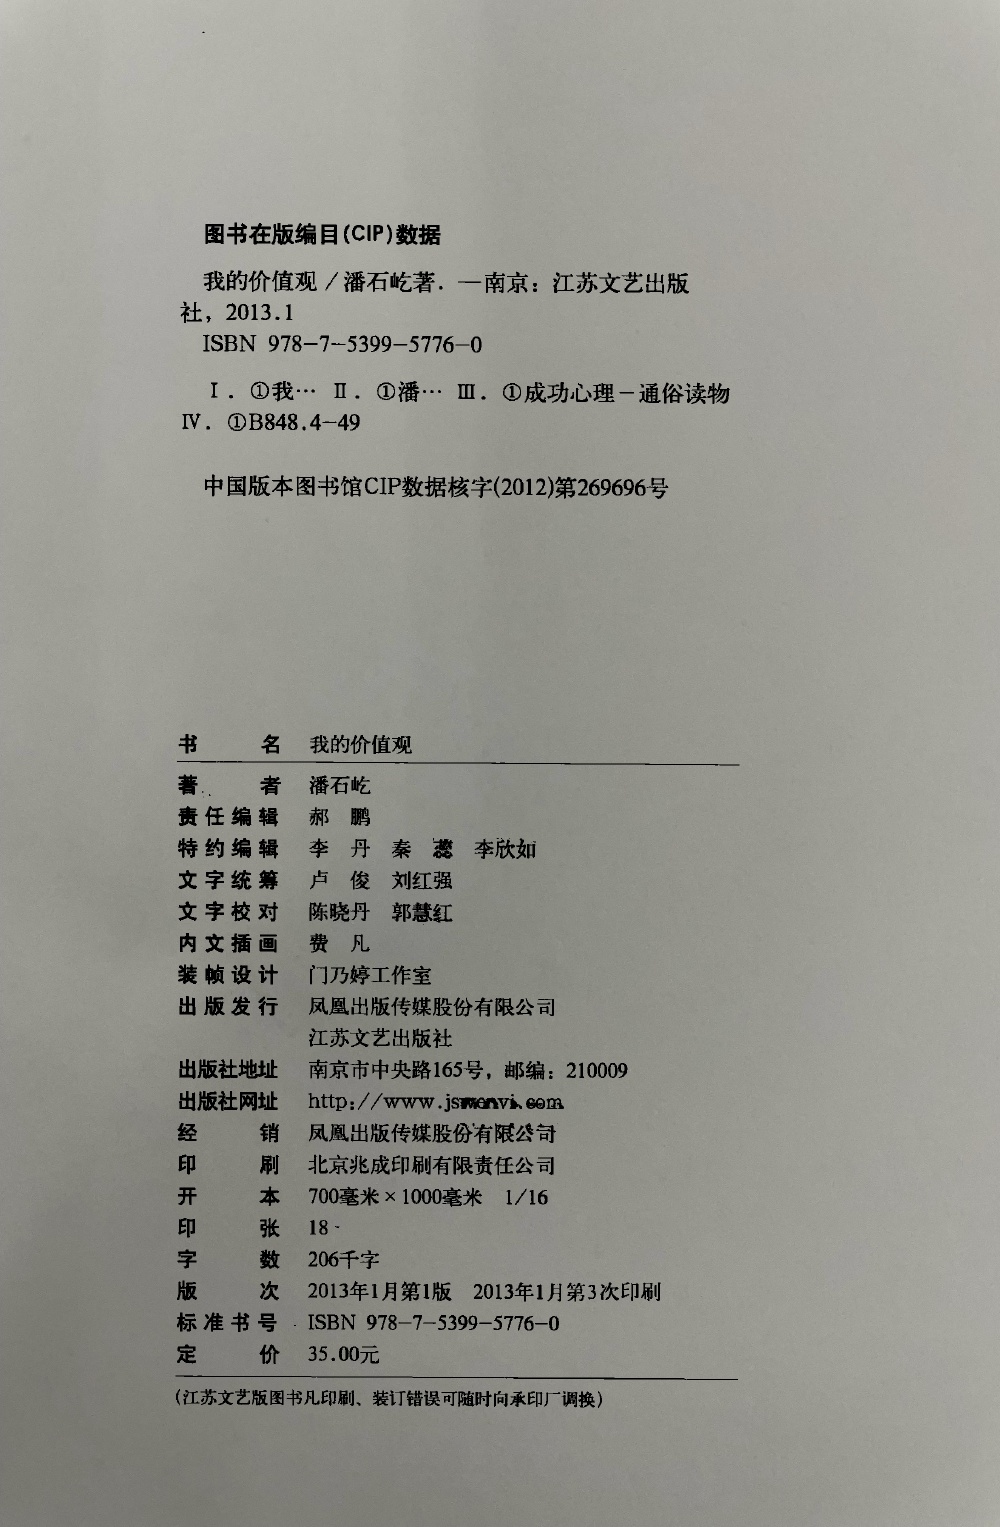 图书在版编目(CIP)数据
我的价值观 / 潘石屹著. —南京：江苏文艺出版
社，2013.1
ISBN 978-7-5399-5776-0
Ⅰ. ①我… Ⅱ. ①潘… Ⅲ. ①成功心理－通俗读物
Ⅳ. ①B848.4-49
中国版本图书馆CIP数据核字(2012)第269696号
书 名 我的价值观
著 者 潘石屹
责任编辑 郝 鹏
特约编辑 李 丹 秦 李欣如
文字统筹 卢 俊 刘红强
文字校对 陈晓丹 郭慧红
内文插画 费 凡
装帧设计 门乃婷工作室
出版发行 凤凰出版传媒股份有限公司
江苏文艺出版社
出版社地址 南京市中央路165号，邮编：210009
出版社网址
经 销 凤凰出版传媒股份有限公司
印 刷 北京兆成印刷有限责任公司
开 本 700毫米×1000毫米 1/16
印 张 18
字 数 206千字
版 次 2013年1月第1版 2013年1月第3次印刷
标准书号 ISBN 978-7-5399-5776-0
定 价 35.00元
(江苏文艺版图书凡印刷、装订错误可随时向承印厂调换)